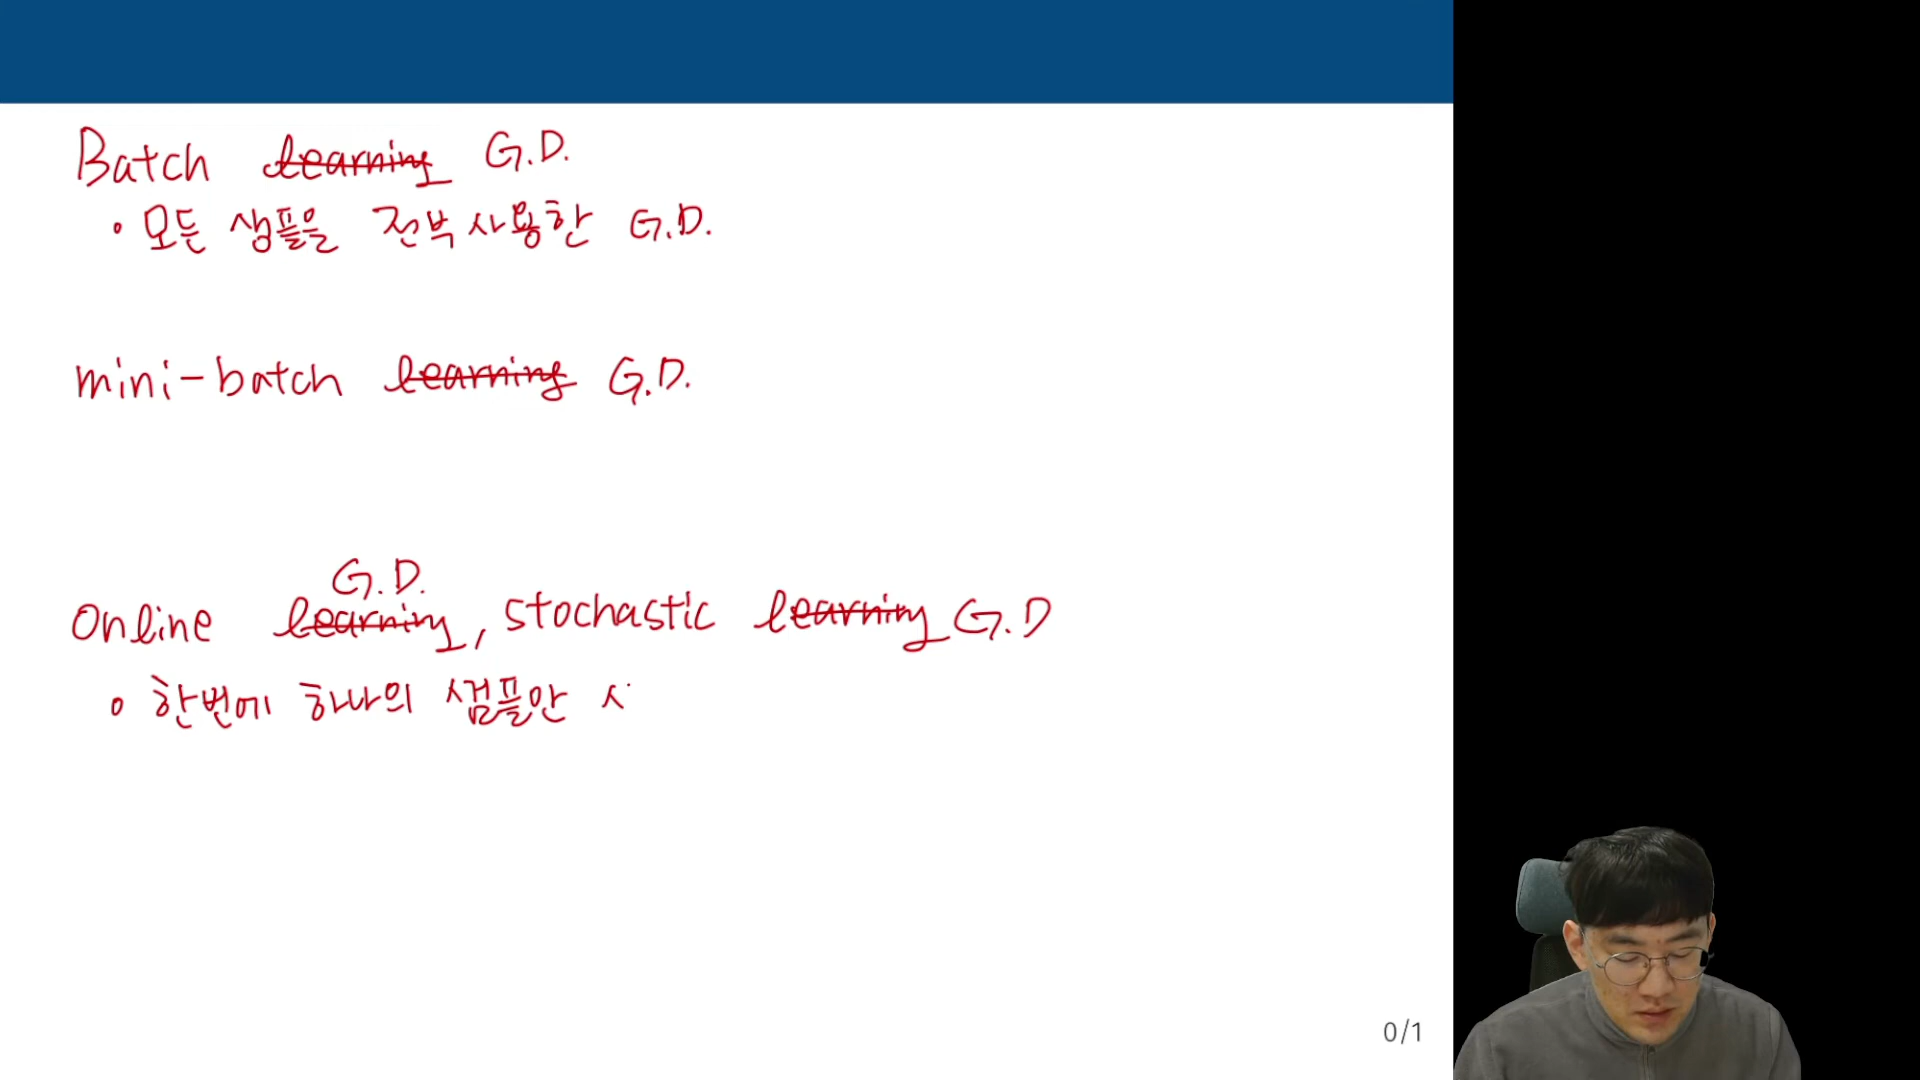 Batch learning G.D.
• 모든 샘플을 전부 사용한 G.D.
mini-batch learning G.D.
G.D.
Online learning, stochastic learning G.D
• 한번에 하나의 샘플만 ㅅ
0/1